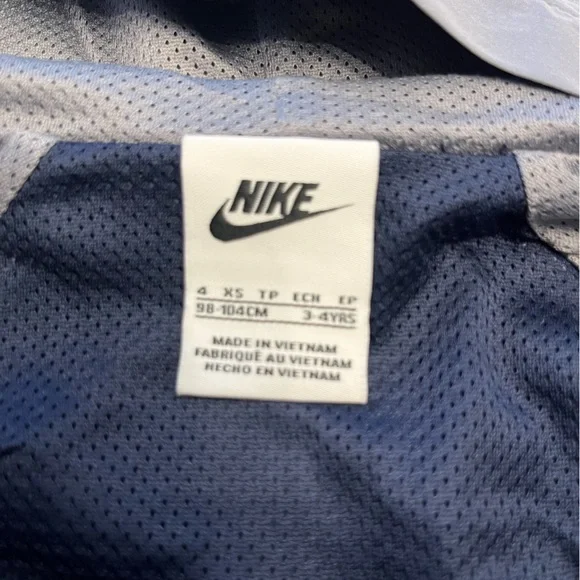 NIKE
4 XS TP ECH EP
98-104CM 3-4YRS
MADE IN VIETNAM
FABRIQUÉ AU VIETNAM
HECHO EN VIETNAM